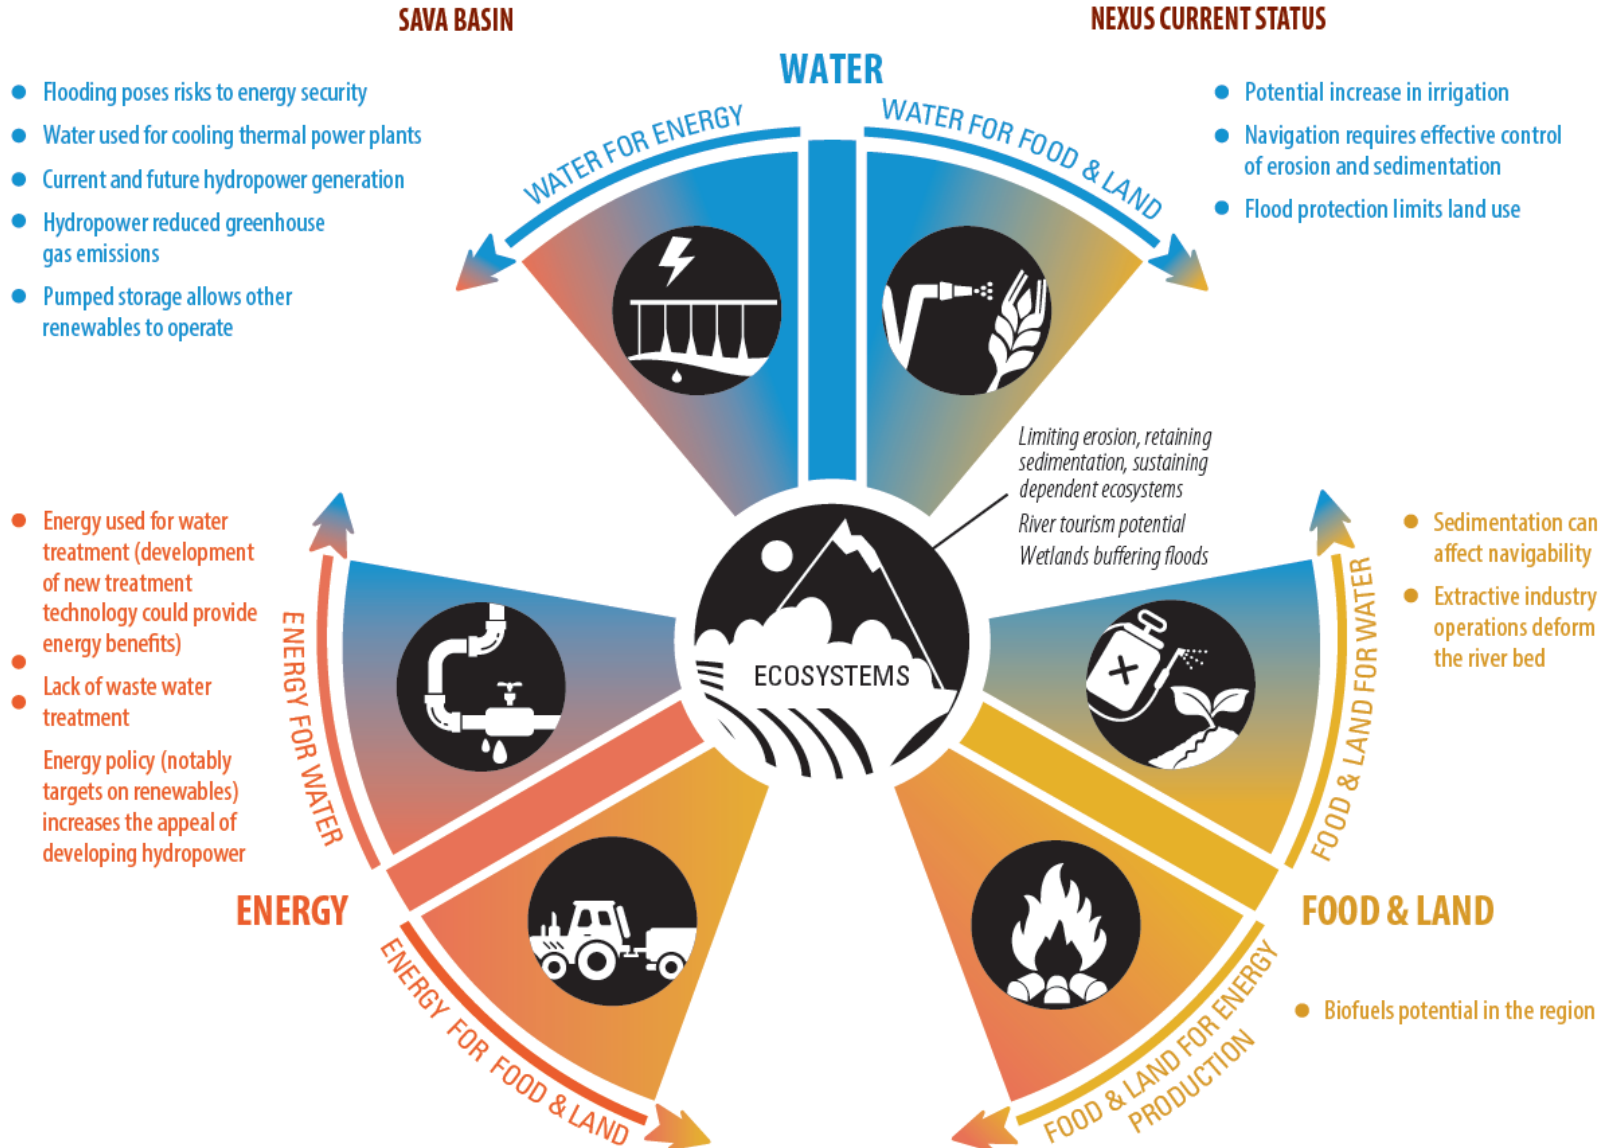 SAVA BASIN
NEXUS CURRENT STATUS
WATER
WATER FOR ENERGY
WATER FOR FOOD & LAND
Flooding poses risks to energy security
Water used for cooling thermal power plants
Current and future hydropower generation
Hydropower reduced greenhouse
gas emissions
Pumped storage allows other
renewables to operate
Potential increase in irrigation
Navigation requires effective control
of erosion and sedimentation
Flood protection limits land use
Limiting erosion, retaining
sedimentation, sustaining
dependent ecosystems
River tourism potential
Wetlands buffering floods
ECOSYSTEMS
Energy used for water
treatment (development
of new treatment
technology could provide
energy benefits)
Lack of waste water
treatment
Energy policy (notably
targets on renewables)
increases the appeal of
developing hydropower
ENERGY FOR WATER
ENERGY
ENERGY FOR FOOD & LAND
Sedimentation can
affect navigability
Extractive industry
operations deform
the river bed
FOOD & LAND FOR WATER
FOOD & LAND
FOOD & LAND FOR ENERGY
PRODUCTION
Biofuels potential in the region